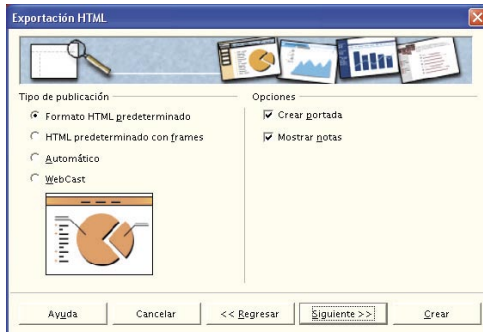 Exportación HTML
Tipo de publicación
Formato HTML predeterminado
HTML predeterminado con frames
Automático
WebCast
Opciones
Crear portada
Mostrar notas
Ayuda Cancelar << Regresar Siguiente >> Crear